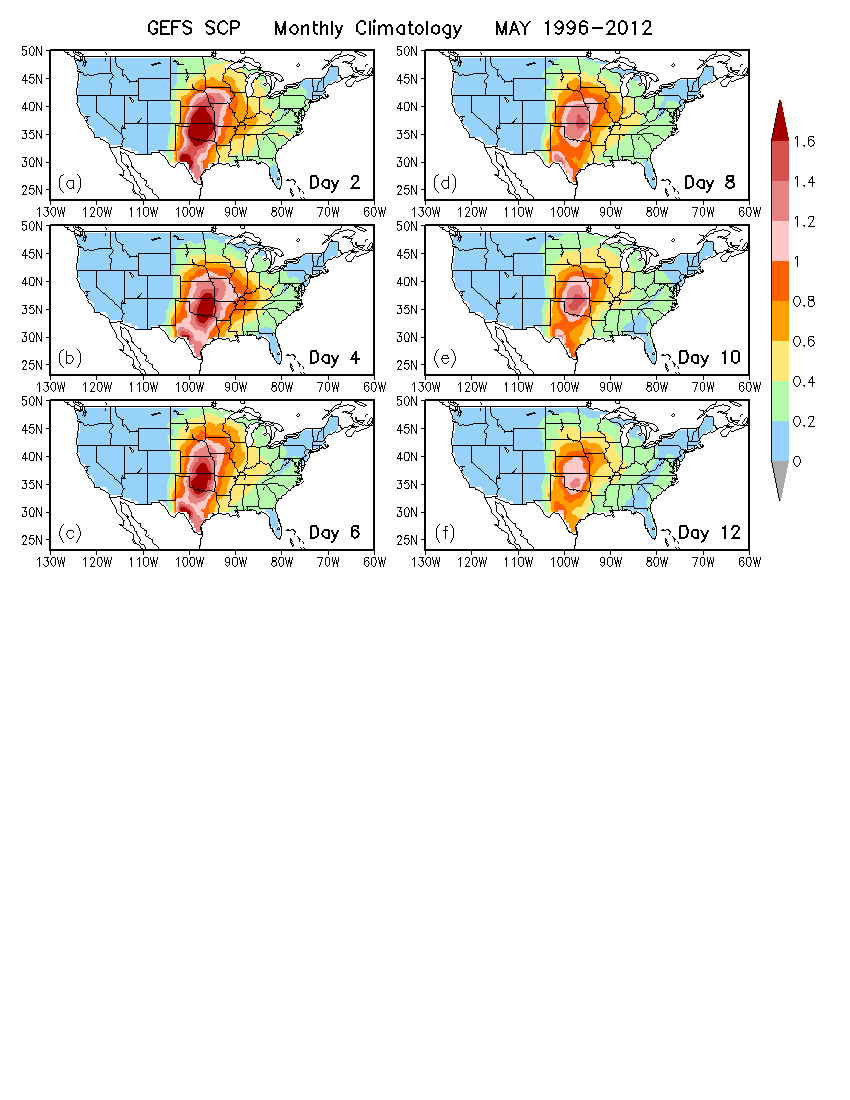 GEFS SCP Monthly Climatology MAY 1996-2012
50N
45N
40N
35N
30N
25N
(a)
Day 2
130W 120W 110W 100W 90W 80W 70W 60W
50N
45N
40N
35N
30N
25N
(d)
Day 8
130W 120W 110W 100W 90W 80W 70W 60W
50N
45N
40N
35N
30N
25N
(b)
Day 4
130W 120W 110W 100W 90W 80W 70W 60W
50N
45N
40N
35N
30N
25N
(e)
Day 10
130W 120W 110W 100W 90W 80W 70W 60W
50N
45N
40N
35N
30N
25N
(c)
Day 6
130W 120W 110W 100W 90W 80W 70W 60W
50N
45N
40N
35N
30N
25N
(f)
Day 12
130W 120W 110W 100W 90W 80W 70W 60W
1.6
1.4
1.2
1
0.8
0.6
0.4
0.2
0